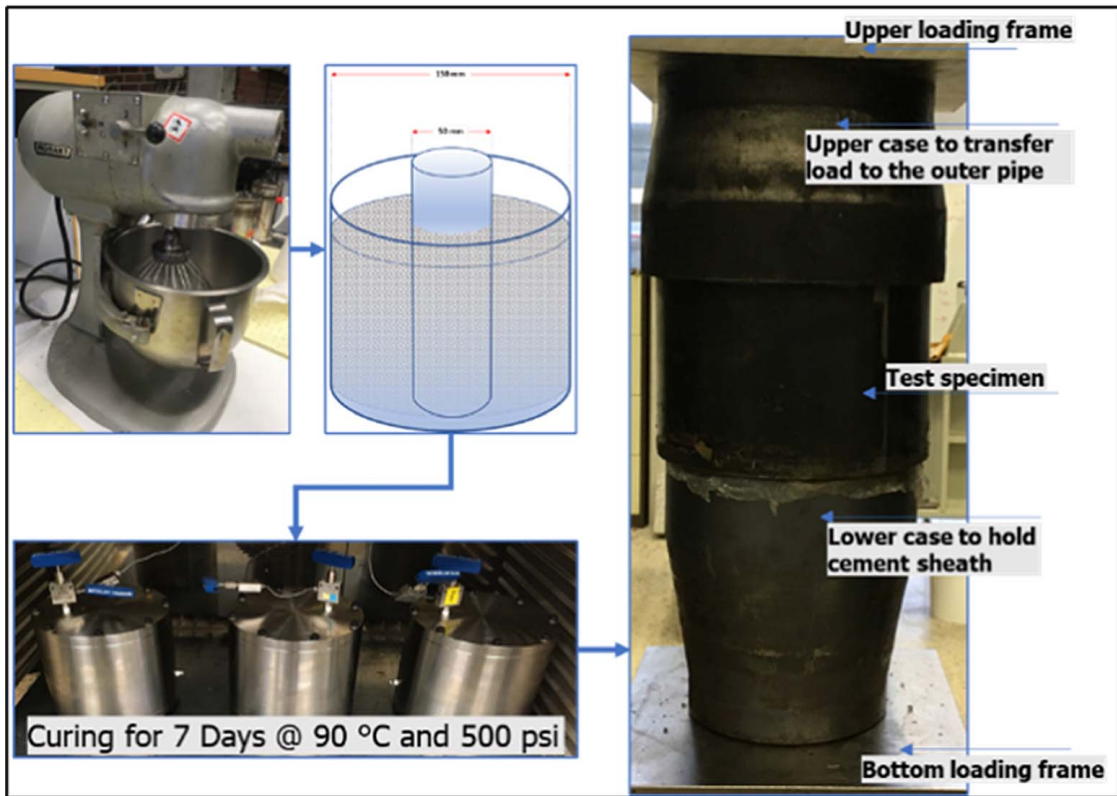 HOBART
150 mm
50 mm
Upper loading frame
Upper case to transfer
load to the outer pipe
Test specimen
Lower case to hold
cement sheath
Curing for 7 Days @ 90 °C and 500 psi
Bottom loading frame